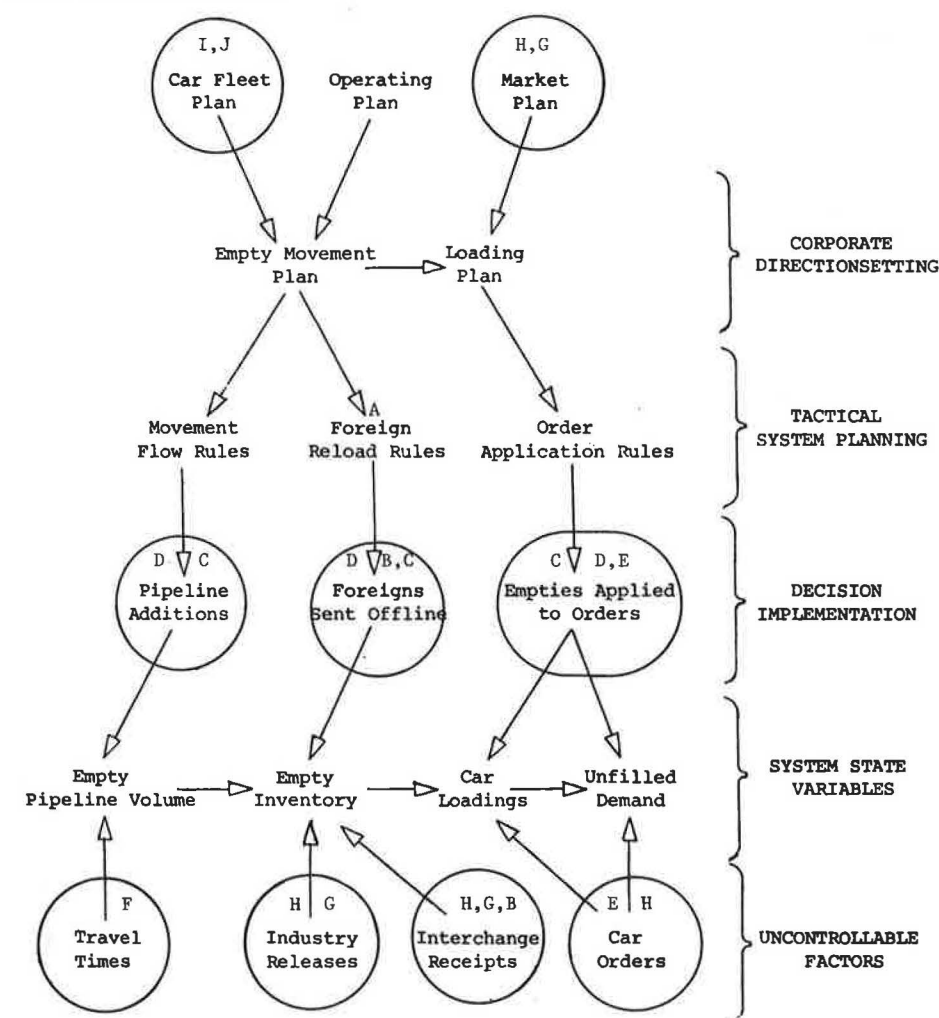 I,J
Car Fleet
Plan
Operating
Plan
H,G
Market
Plan
Empty Movement
Plan
Loading
Plan
CORPORATE
DIRECTIONSETTING
A
Movement
Flow Rules
Foreign
Reload Rules
Order
Application Rules
TACTICAL
SYSTEM PLANNING
D C
Pipeline
Additions
D B,C
Foreigns
Sent Offline
C D,E
Empties Applied
to Orders
DECISION
IMPLEMENTATION
Empty
Pipeline Volume
Empty
Inventory
Car
Loadings
Unfilled
Demand
SYSTEM STATE
VARIABLES
F
Travel
Times
H G
Industry
Releases
H,G,B
Interchange
Receipts
E H
Car
Orders
UNCONTROLLABLE
FACTORS